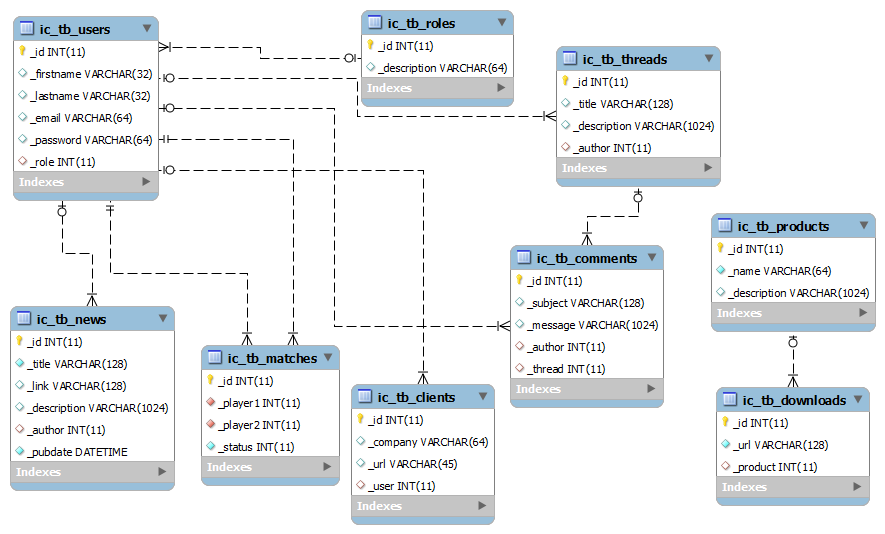 ic_tb_users
_id INT(11)
_firstname VARCHAR(32)
_lastname VARCHAR(32)
_email VARCHAR(64)
_password VARCHAR(64)
_role INT(11)
Indexes
ic_tb_roles
_id INT(11)
_description VARCHAR(64)
Indexes
ic_tb_threads
_id INT(11)
_title VARCHAR(128)
_description VARCHAR(1024)
_author INT(11)
Indexes
ic_tb_products
_id INT(11)
_name VARCHAR(64)
_description VARCHAR(1024)
Indexes
ic_tb_comments
_id INT(11)
_subject VARCHAR(128)
_message VARCHAR(1024)
_author INT(11)
_thread INT(11)
Indexes
ic_tb_news
_id INT(11)
_title VARCHAR(128)
_link VARCHAR(128)
_description VARCHAR(1024)
_author INT(11)
_pubdate DATETIME
Indexes
ic_tb_matches
_id INT(11)
_player1 INT(11)
_player2 INT(11)
_status INT(11)
Indexes
ic_tb_clients
_id INT(11)
_company VARCHAR(64)
_url VARCHAR(45)
_user INT(11)
Indexes
ic_tb_downloads
_id INT(11)
_url VARCHAR(128)
_product INT(11)
Indexes